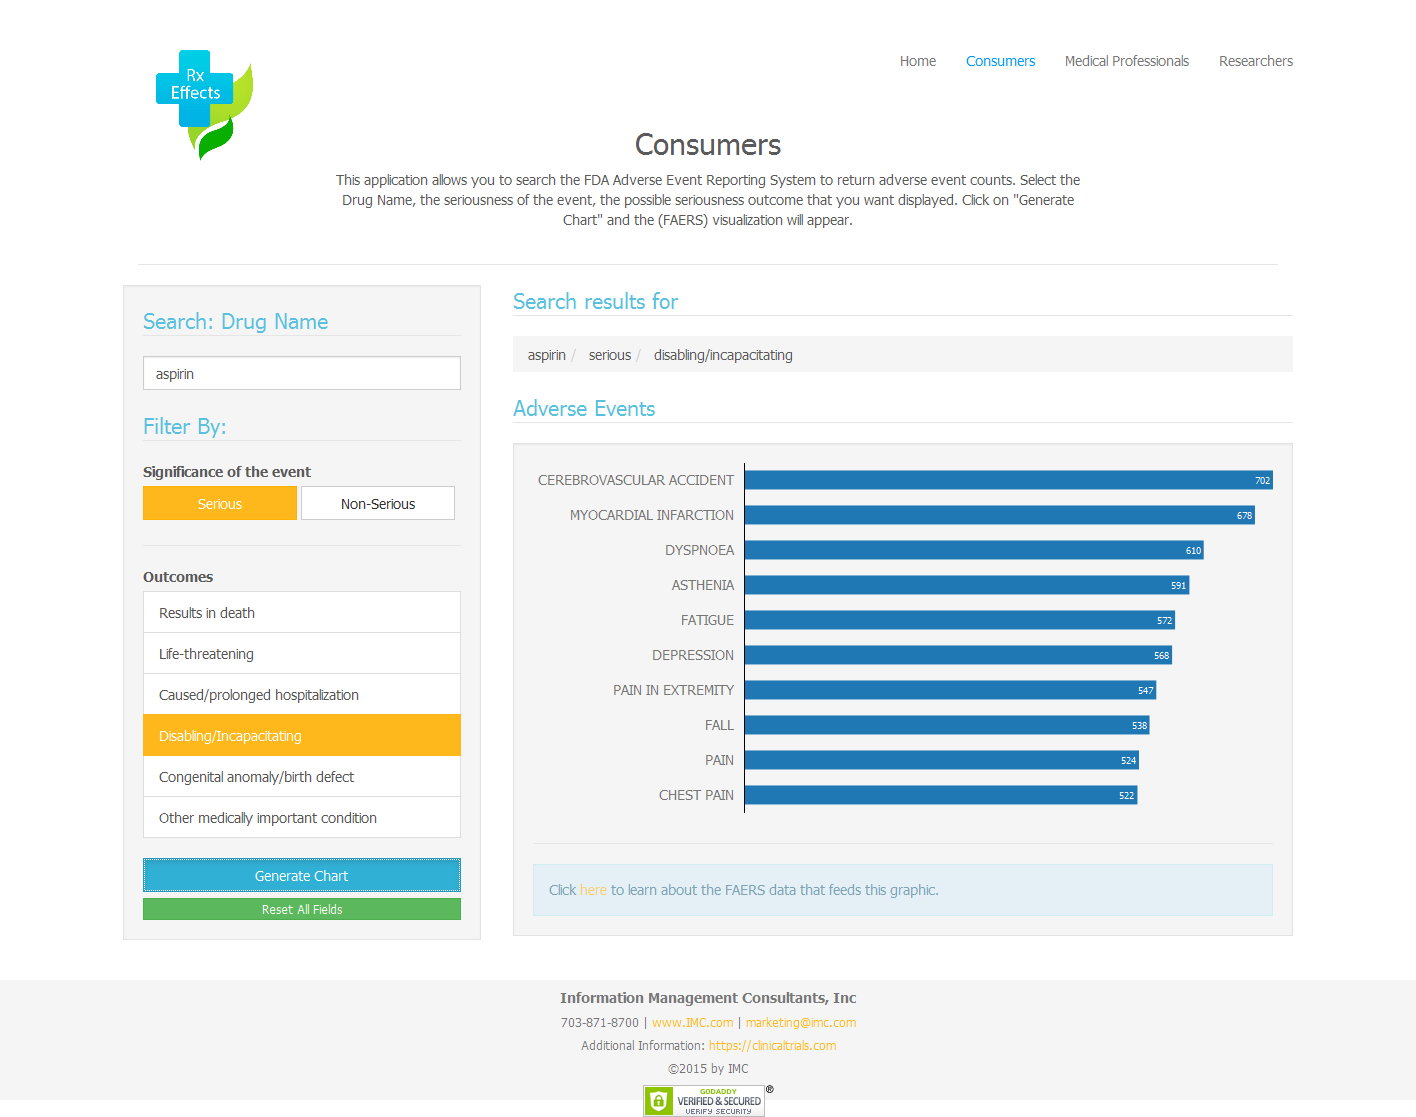 Rx
Effects
Home Consumers Medical Professionals Researchers
Consumers
This application allows you to search the FDA Adverse Event Reporting System to return adverse event counts. Select the
Drug Name, the seriousness of the event, the possible seriousness outcome that you want displayed. Click on "Generate
Chart" and the (FAERS) visualization will appear.
Search: Drug Name
aspirin
Filter By:
Significance of the event
Serious Non-Serious
Outcomes
Results in death
Life-threatening
Caused/prolonged hospitalization
Disabling/Incapacitating
Congenital anomaly/birth defect
Other medically important condition
Generate Chart
Reset All Fields
Search results for
aspirin / serious / disabling/incapacitating
Adverse Events
CEREBROVASCULAR ACCIDENT 702
MYOCARDIAL INFARCTION 678
DYSPNOEA 610
ASTHENIA 591
FATIGUE 572
DEPRESSION 568
PAIN IN EXTREMITY 547
FALL 538
PAIN 524
CHEST PAIN 522
Click here to learn about the FAERS data that feeds this graphic.
Information Management Consultants, Inc
703-871-8700 | www.IMC.com | marketing@imc.com
Additional Information: https://clinicaltrials.com
©2015 by IMC
GODADDY
VERIFIED & SECURED
VERIFY SECURITY
®